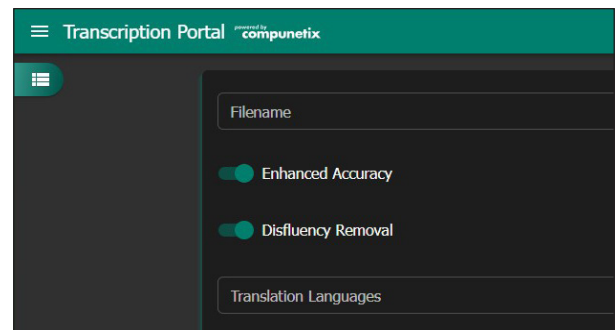 Transcription Portal powered by compunetix
Filename
Enhanced Accuracy
Disfluency Removal
Translation Languages